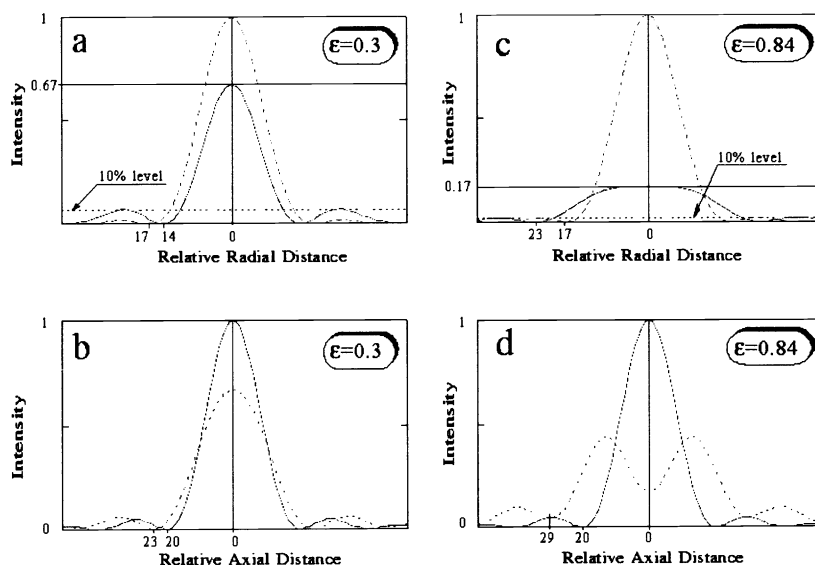 a
ε=0.3
1
0.67
10% level
Intensity
17 14 0
Relative Radial Distance
c
ε=0.84
1
10% level
0.17
Intensity
23 17 0
Relative Radial Distance
b
ε=0.3
1
Intensity
0
23 20 0
Relative Axial Distance
d
ε=0.84
1
Intensity
0
29 20 0
Relative Axial Distance